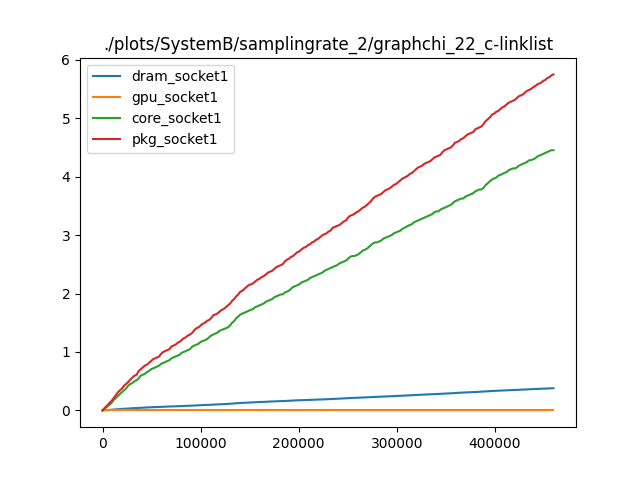 ./plots/SystemB/samplingrate_2/graphchi_22_c-linklist
dram_socket1
gpu_socket1
core_socket1
pkg_socket1
6
5
4
3
2
1
0
0 100000 200000 300000 400000